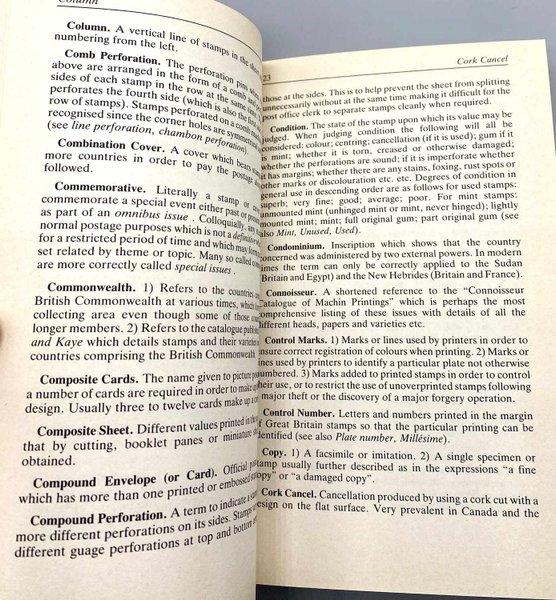 Column
Column. A vertical line of stamps in the
numbering from the left.
Comb Perforation. The perforation pins
above are arranged in the form of a comb and
sides of each stamp in the row at the same
perforates the fourth side (which is also the
row of stamps). Stamps perforated on a comb
recognised since the corner holes are symmetrical
(see line perforation, chambon perforation).
Combination Cover. A cover which bears
more countries in order to pay the postage
followed.
Commemorative. Literally a stamp or
commemorate a special event either past or
as part of an omnibus issue . Colloquially, any
normal postage purposes which is not a definitive
for a restricted period of time and which may
set related by theme or topic. Many so called
are more correctly called special issues .
Commonwealth. 1) Refers to the countries
British Commonwealth at various times, which
collecting area even though some of those
longer members. 2) Refers to the catalogue
and Kaye which details stamps and their varieties
countries comprising the British Commonwealth
Composite Cards. The name given to picture
a number of cards are required in order to make up
design. Usually three to twelve cards make up a
Composite Sheet. Different values printed in the
that by cutting, booklet panes or miniature
obtained.
Compound Envelope (or Card). Official
which has more than one printed or embossed
Compound Perforation. A term to indicate a
more different perforations on its sides. Stamps
different guage perforations at top and bottom
23
Cork Cancel
those at the sides. This is to help prevent the sheet from splitting
unnecessarily without at the same time making it difficult for the
post office clerk to separate stamps cleanly when required.
Condition. The state of the stamp upon which its value may be
judged. When judging condition the following will all be
considered: colour; centring; cancellation (if it is used); gum if it
is mint; whether it is torn, creased or otherwise damaged;
whether the perforations are sound; if it is imperforate whether
it has margins; whether there are any stains, foxing, rust spots or
other marks or discolouration etc. etc. Degrees of condition in
general use in descending order are as follows for used stamps:
superb; very fine; good; average; poor. For mint stamps:
unmounted mint (unhinged mint or mint, never hinged); lightly
mounted mint; mint; full original gum; part original gum (see
also Mint, Unused, Used).
Condominium. Inscription which shows that the country
concerned was administered by two external powers. In modern
times the term can only be correctly applied to the Sudan
(Britain and Egypt) and the New Hebrides (Britain and France).
Connoisseur. A shortened reference to the “Connoisseur
Catalogue of Machin Printings” which is perhaps the most
comprehensive listing of these issues with details of all the
different heads, papers and varieties etc.
Control Marks. 1) Marks or lines used by printers in order to
ensure correct registration of colours when printing. 2) Marks or
lines used by printers to identify a particular plate not otherwise
numbered. 3) Marks added to printed stamps in order to control
their use, or to restrict the use of unoverprinted stamps following
major theft or the discovery of a major forgery operation.
Control Number. Letters and numbers printed in the margin
of Great Britain stamps so that the particular printing can be
identified (see also Plate number, Millésime).
Copy. 1) A facsimile or imitation. 2) A single specimen or
stamp usually further described as in the expressions “a fine
copy” or “a damaged copy”.
Cork Cancel. Cancellation produced by using a cork cut with a
design on the flat surface. Very prevalent in Canada and the